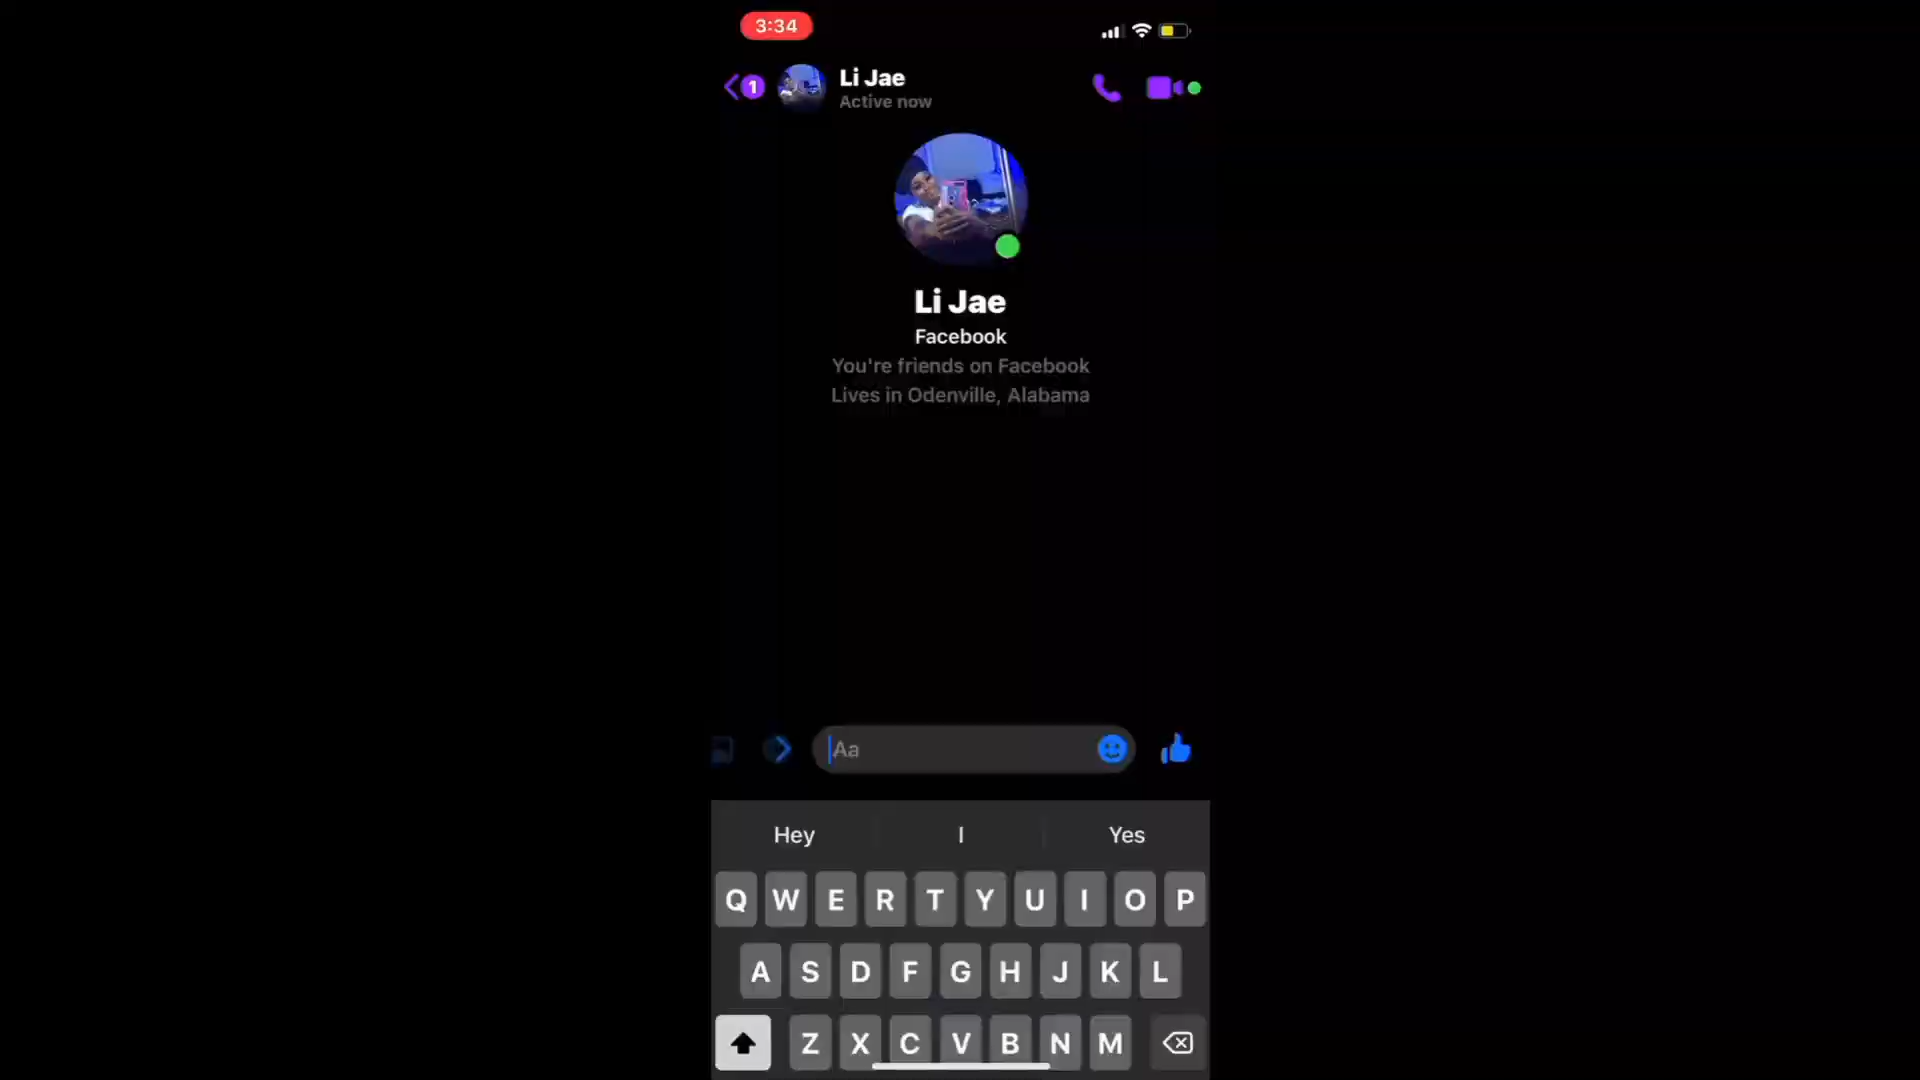 3:34
1
Li Jae
Active now
Li Jae
Facebook
You're friends on Facebook
Lives in Odenville, Alabama
Aa
Hey I Yes
Q W E R T Y U I O P
A S D F G H J K L
Z X C V B N M